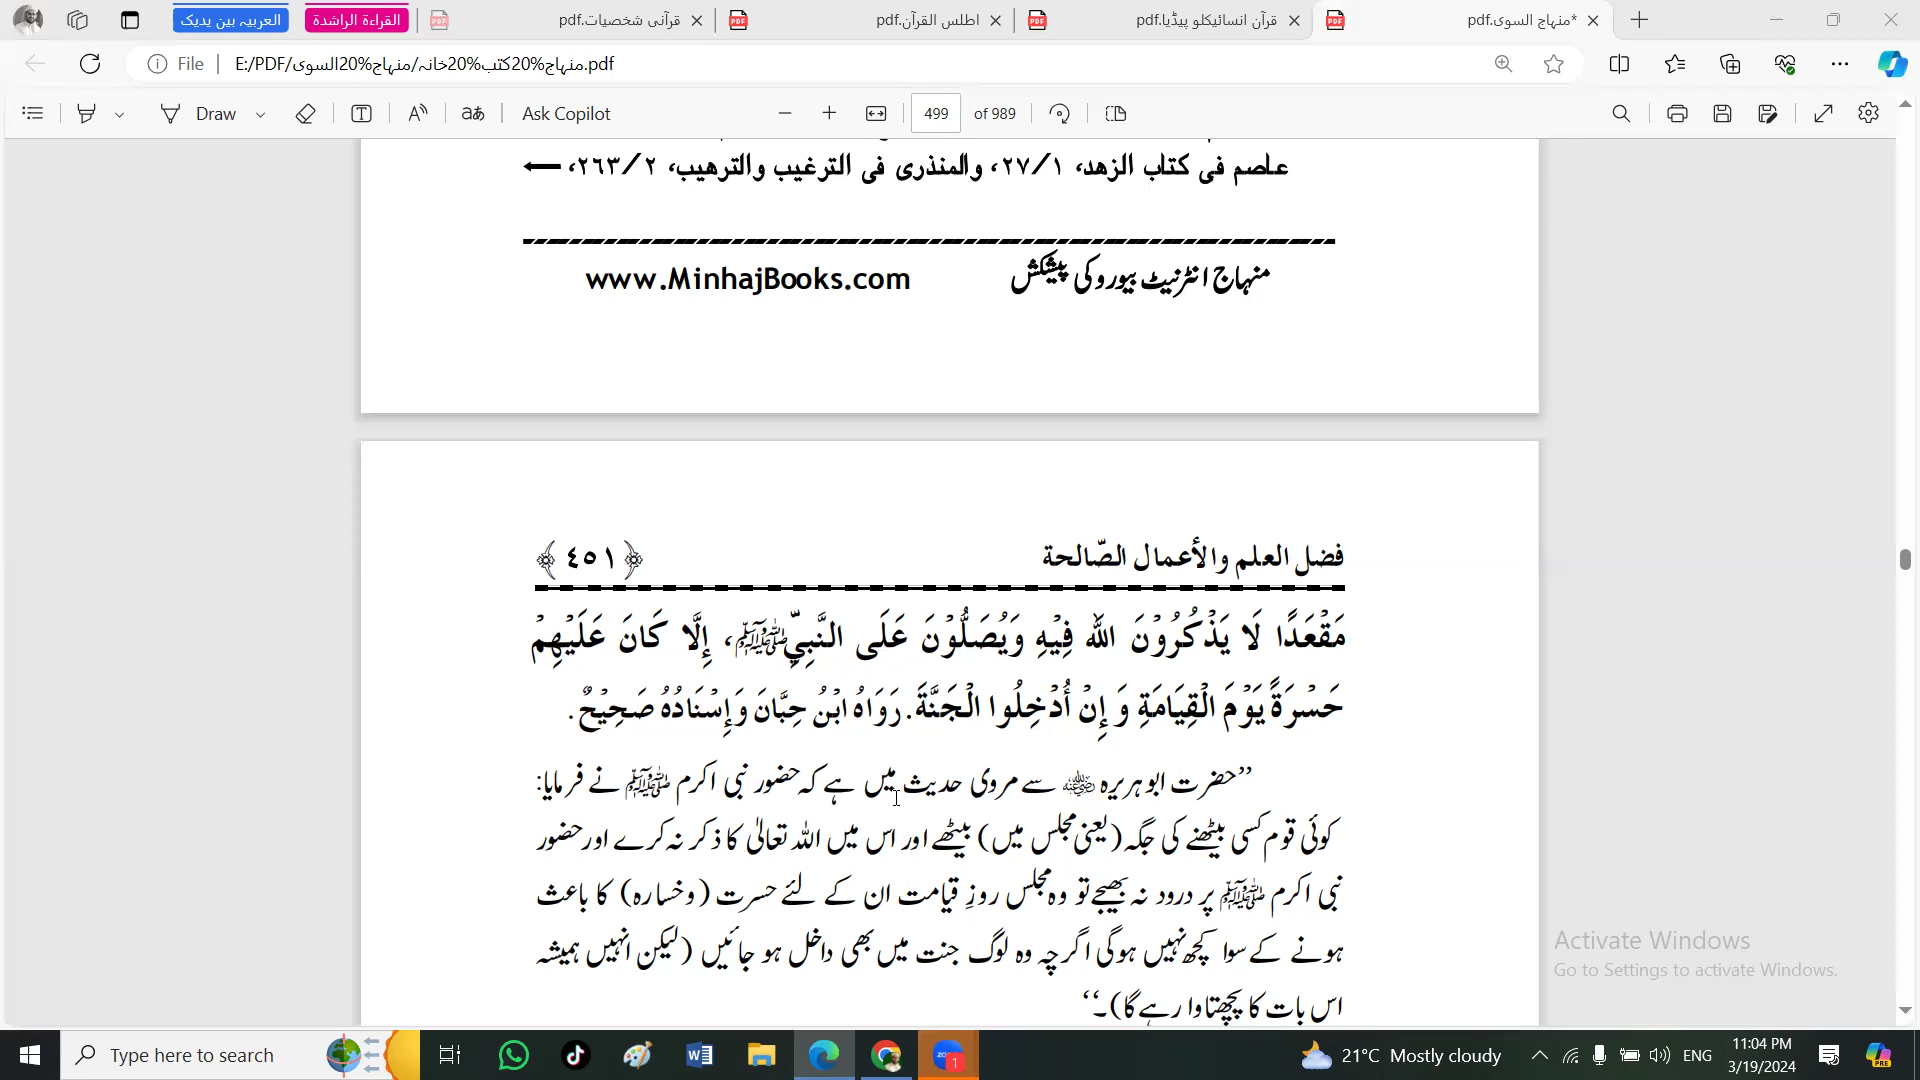 العربیہ بین یدیک
القراءة الراشدة
قرآنی شخصیات.pdf
اطلس القرآن.pdf
قرآن انسائیکلو پیڈیا.pdf
*منہاج السوی.pdf
File
E:/PDF/منہاج%20کتب%20خانہ/منہاج%20السوی.pdf
Draw
Ask Copilot
499
of 989
عاصم فی کتاب الزهد، ١/٢٧، والمنذری فی الترغيب والترهيب، ٢/٢٦٣،
www.MinhajBooks.com
منہاج انٹرنیٹ بیورو کی پیشکش
فضل العلم والأعمال الصّالحة
﴿٤٥١﴾
مَقْعَدًا لَا يَذْكُرُوْنَ اللهَ فِيْهِ وَيُصَلُّوْنَ عَلَى النَّبِيِّ ﷺ، إِلَّا كَانَ عَلَيْهِمْ
حَسْرَةً يَوْمَ الْقِيَامَةِ وَ إِنْ أُدْخِلُوا الْجَنَّةَ. رَوَاهُ ابْنُ حِبَّانَ وَإِسْنَادُهُ صَحِيْحٌ.
’’حضرت ابو ہریرہ ﷛ سے مروی حدیث میں ہے کہ حضور نبی اکرم ﷺ نے فرمایا:
کوئی قوم کسی بیٹھنے کی جگہ (یعنی مجلس میں) بیٹھے اور اس میں اللہ تعالیٰ کا ذکر نہ کرے اور حضور
نبی اکرم ﷺ پر درود نہ بھیجے تو وہ مجلس روزِ قیامت ان کے لئے حسرت (و خسارہ) کا باعث
ہونے کے سوا کچھ نہیں ہوگی اگرچہ وہ لوگ جنت میں بھی داخل ہو جائیں (لیکن انہیں ہمیشہ
اس بات کا پچھتاوا رہے گا)۔‘‘
Activate Windows
Go to Settings to activate Windows.
Type here to search
1
21°C Mostly cloudy
ENG
11:04 PM
3/19/2024